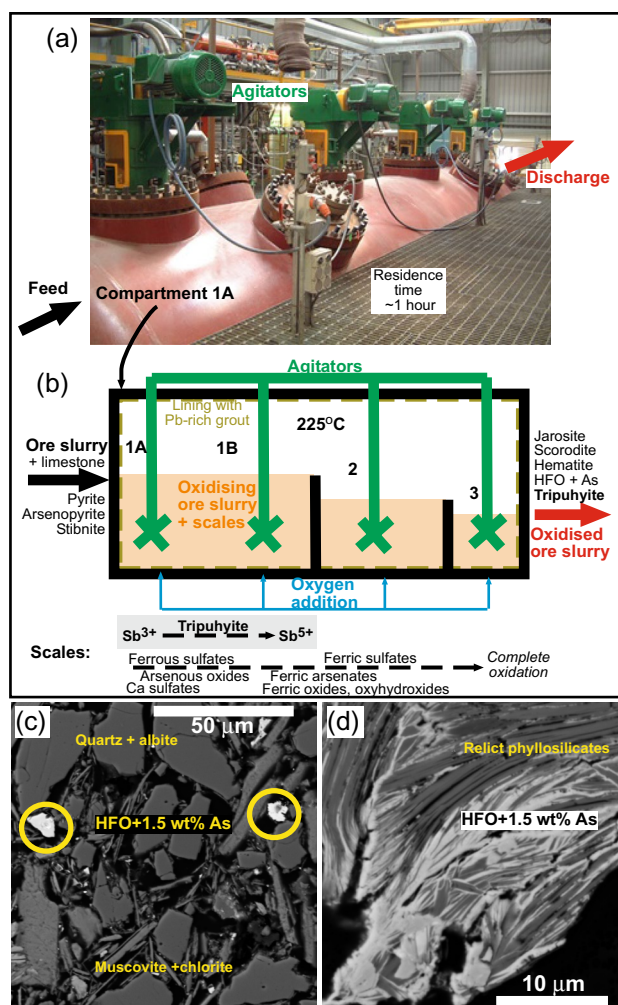 (a)
Agitators
Discharge
Feed
Compartment 1A
Residence
time
~1 hour
(b)
Agitators
Lining with
Pb-rich grout
225°C
Ore slurry
+ limestone
1A
1B
2
3
Pyrite
Arsenopyrite
Stibnite
Oxidising
ore slurry
+ scales
Jarosite
Scorodite
Hematite
HFO + As
Tripuhyite
Oxidised
ore slurry
Oxygen
addition
Tripuhyite
Sb3+
Sb5+
Scales:
Ferrous sulfates
Ferric sulfates
Complete
oxidation
Arsenous oxides
Ferric arsenates
Ca sulfates
Ferric oxides, oxyhydroxides
(c)
50 μm
Quartz + albite
HFO+1.5 wt% As
Muscovite +chlorite
(d)
Relict phyllosilicates
HFO+1.5 wt% As
10 μm